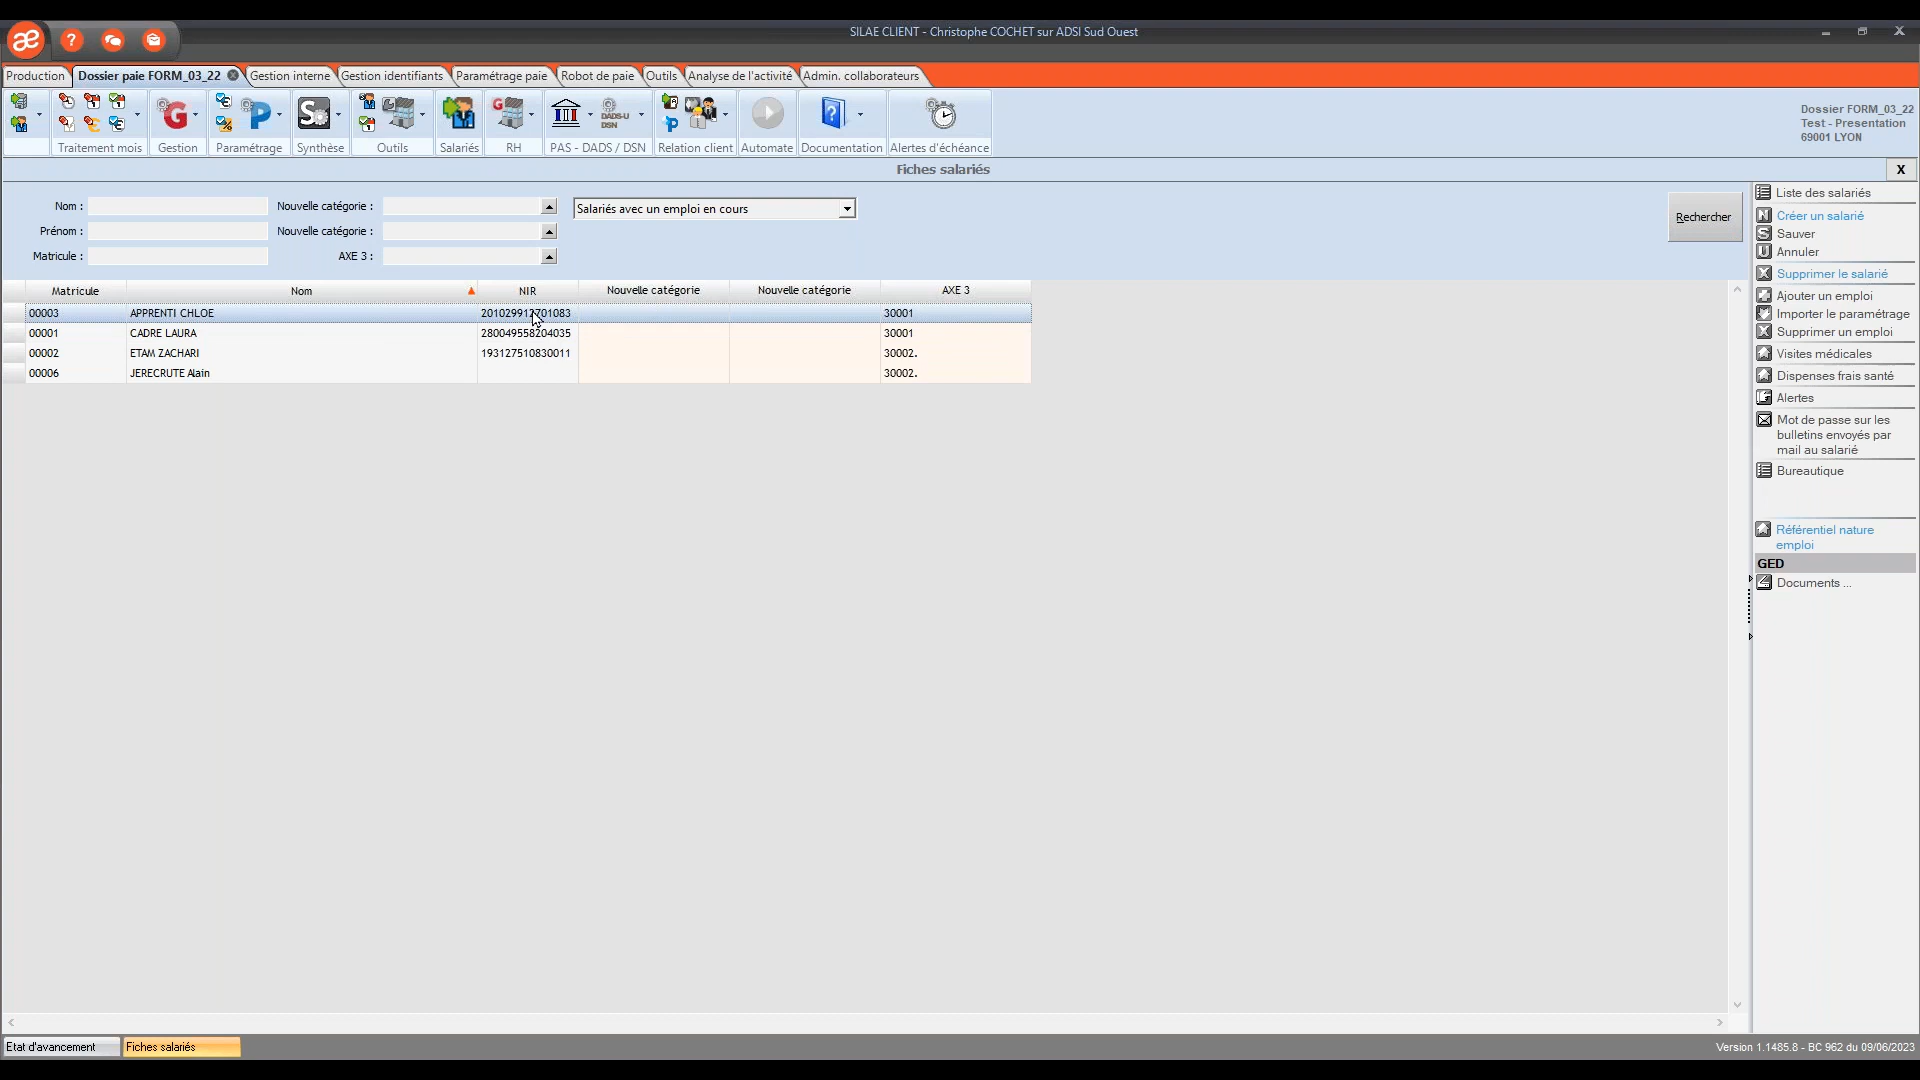 SILAE CLIENT - Christophe COCHET sur ADSI Sud Ouest
Production
Dossier paie FORM_03_22
Gestion interne
Gestion identifiants
Paramétrage paie
Robot de paie
Outils
Analyse de l'activité
Admin. collaborateurs
Traitement mois
Gestion
Paramétrage
Synthèse
Outils
Salariés
RH
PAS - DADS / DSN
Relation client
Automate
Documentation
Alertes d'échéance
DADS-U
DSN
Dossier FORM_03_22
Test - Presentation
69001 LYON
Fiches salariés
X
Nom :
Nouvelle catégorie :
Salariés avec un emploi en cours
Prénom :
Nouvelle catégorie :
Matricule :
AXE 3 :
Rechercher
Matricule Nom NIR Nouvelle catégorie Nouvelle catégorie AXE 3
00003 APPRENTI CHLOE 201029912701083 30001
00001 CADRE LAURA 280049558204035 30001
00002 ETAM ZACHARI 193127510830011 30002.
00006 JERECRUTE Alain 30002.
Liste des salariés
Créer un salarié
Sauver
Annuler
Supprimer le salarié
Ajouter un emploi
Importer le paramétrage
Supprimer un emploi
Visites médicales
Dispenses frais santé
Alertes
Mot de passe sur les
bulletins envoyés par
mail au salarié
Bureautique
Référentiel nature
emploi
GED
Documents ...
Etat d'avancement
Fiches salariés
Version 1.1485.8 - BC 962 du 09/06/2023